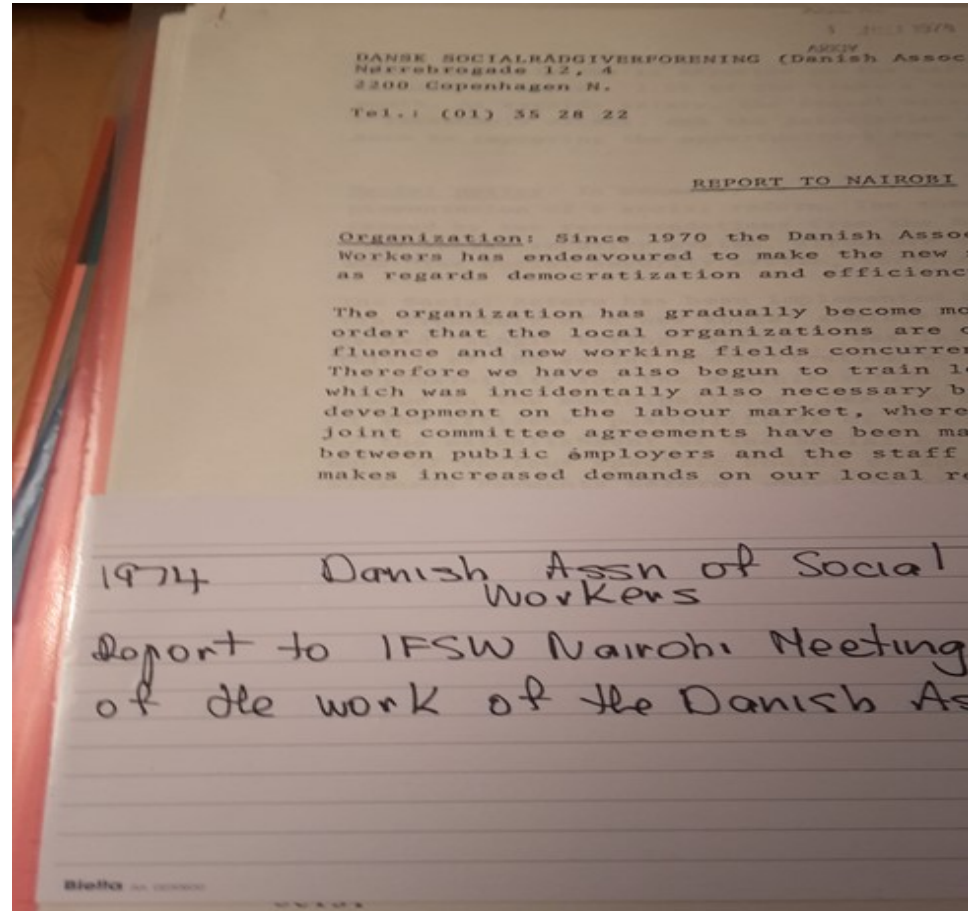 ARKIV
DANSK SOCIALRÅDGIVERFORENING (Danish Assoc
Nørrebrogade 12, 4
2200 Copenhagen N.
Tel.: (01) 35 28 22
REPORT TO NAIROBI
Organization: Since 1970 the Danish Asso
Workers has endeavoured to make the new
as regards democratization and efficienc
The organization has gradually become mo
order that the local organizations are
fluence and new working fields concurre
Therefore we have also begun to train l
which was incidentally also necessary b
development on the labour market, where
joint committee agreements have been ma
between public employers and the staff
makes increased demands on our local re
1974 Danish Assn of Social
Workers
Report to IFSW Nairobi Meeting
of the work of the Danish As
Biella